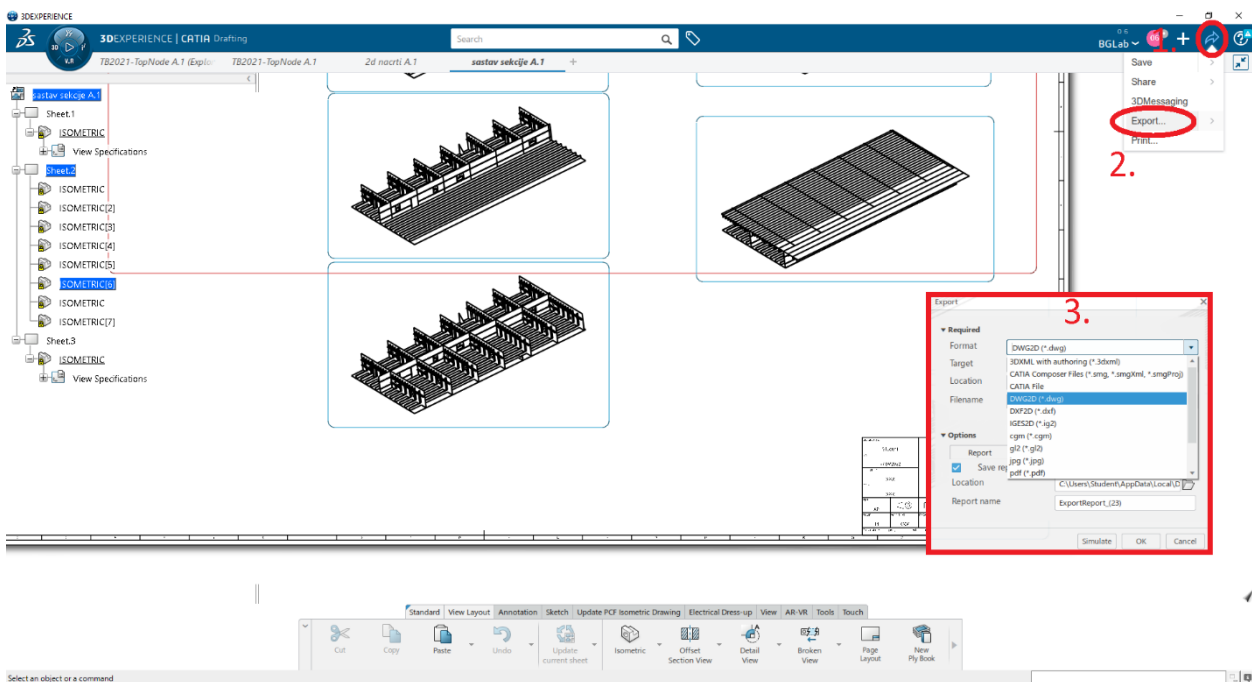 3DEXPERIENCE
3DEXPERIENCE | CATIA Drafting
Search
BGLab
1.
3D
V.R
TB2021-TopNode A.1 (Explo
TB2021-TopNode A.1
2d nacrti A.1
sastav sekcije A.1
+
Save
Share
3DMessaging
Export...
Print...
2.
sastav sekcije A.1
Sheet.1
ISOMETRIC
View Specifications
Sheet.2
ISOMETRIC
ISOMETRIC[2]
ISOMETRIC[3]
ISOMETRIC[4]
ISOMETRIC[5]
ISOMETRIC[6]
ISOMETRIC
ISOMETRIC[7]
Sheet.3
ISOMETRIC
View Specifications
Export
3.
Required
Format
DWG2D (*.dwg)
Target
3DXML with authoring (*.3dxml)
CATIA Composer Files (*.smg, *.smgXml, *.smgProj)
Location
CATIA File
Filename
DWG2D (*.dwg)
DXF2D (*.dxf)
IGES2D (*.ig2)
Options
cgm (*.cgm)
Report
gl2 (*.gl2)
Save rep
jpg (*.jpg)
pdf (*.pdf)
Location
C:\Users\Student\AppData\Local\D
Report name
ExportReport_(23)
Simulate
OK
Cancel
Standard
View Layout
Annotation
Sketch
Update PCF Isometric Drawing
Electrical Dress-up
View
AR-VR
Tools
Touch
Cut
Copy
Paste
Undo
Update
current sheet
Isometric
Offset
Section View
Detail
View
Broken
View
Page
Layout
New
Ply Book
Select an object or a command